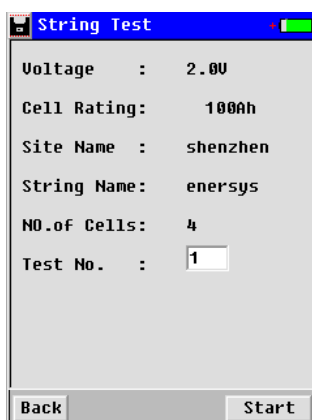 String Test
Voltage : 2.0V
Cell Rating: 100Ah
Site Name : shenzhen
String Name: enersys
NO.of Cells: 4
Test No. : 1
Back Start